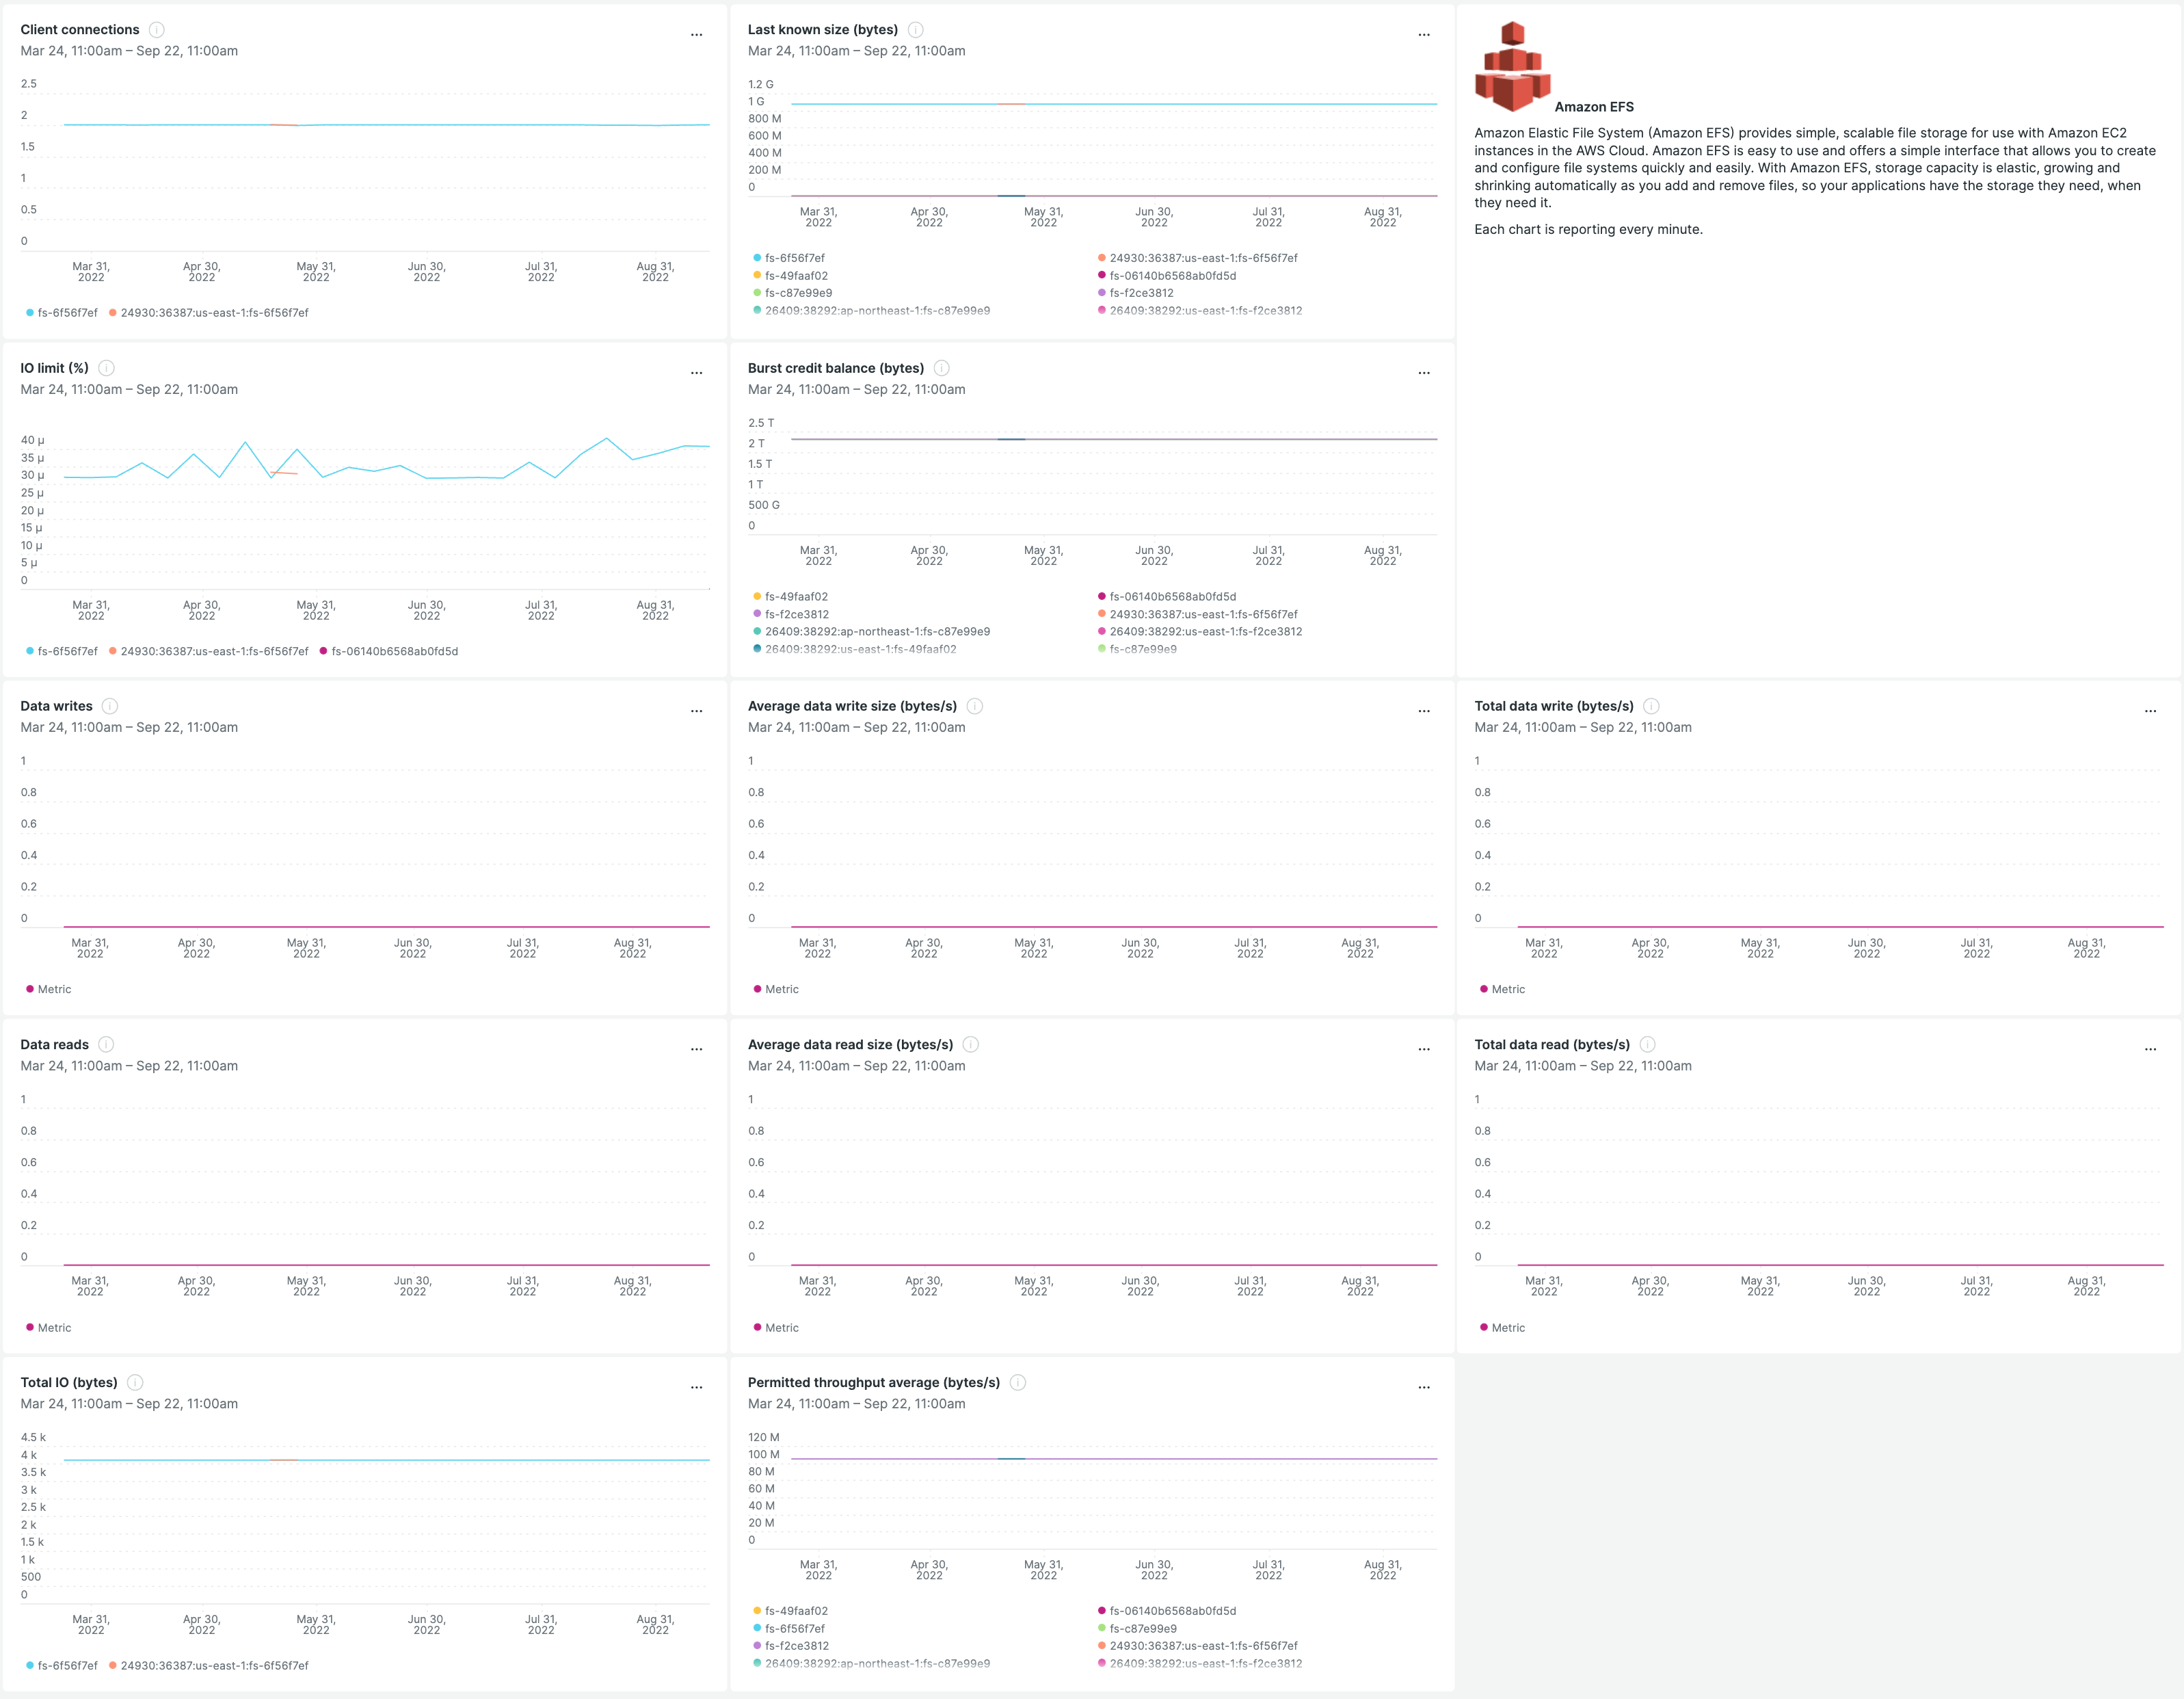 Client connections
Mar 24, 11:00am – Sep 22, 11:00am
...
2.5
2
1.5
1
0.5
0
Mar 31, 2022
Apr 30, 2022
May 31, 2022
Jun 30, 2022
Jul 31, 2022
Aug 31, 2022
fs-6f56f7ef
24930:36387:us-east-1:fs-6f56f7ef
Last known size (bytes)
Mar 24, 11:00am – Sep 22, 11:00am
...
1.2 G
1 G
800 M
600 M
400 M
200 M
0
Mar 31, 2022
Apr 30, 2022
May 31, 2022
Jun 30, 2022
Jul 31, 2022
Aug 31, 2022
fs-6f56f7ef
24930:36387:us-east-1:fs-6f56f7ef
fs-49faaf02
fs-06140b6568ab0fd5d
fs-c87e99e9
fs-f2ce3812
26409:38292:ap-northeast-1:fs-c87e99e9
26409:38292:us-east-1:fs-f2ce3812
Amazon EFS
Amazon Elastic File System (Amazon EFS) provides simple, scalable file storage for use with Amazon EC2
instances in the AWS Cloud. Amazon EFS is easy to use and offers a simple interface that allows you to create
and configure file systems quickly and easily. With Amazon EFS, storage capacity is elastic, growing and
shrinking automatically as you add and remove files, so your applications have the storage they need, when
they need it.
Each chart is reporting every minute.
IO limit (%)
Mar 24, 11:00am – Sep 22, 11:00am
...
40 µ
35 µ
30 µ
25 µ
20 µ
15 µ
10 µ
5 µ
0
Mar 31, 2022
Apr 30, 2022
May 31, 2022
Jun 30, 2022
Jul 31, 2022
Aug 31, 2022
fs-6f56f7ef
24930:36387:us-east-1:fs-6f56f7ef
fs-06140b6568ab0fd5d
Burst credit balance (bytes)
Mar 24, 11:00am – Sep 22, 11:00am
...
2.5 T
2 T
1.5 T
1 T
500 G
0
Mar 31, 2022
Apr 30, 2022
May 31, 2022
Jun 30, 2022
Jul 31, 2022
Aug 31, 2022
fs-49faaf02
fs-06140b6568ab0fd5d
fs-f2ce3812
24930:36387:us-east-1:fs-6f56f7ef
26409:38292:ap-northeast-1:fs-c87e99e9
26409:38292:us-east-1:fs-f2ce3812
26409:38292:us-east-1:fs-49faaf02
fs-c87e99e9
Data writes
Mar 24, 11:00am – Sep 22, 11:00am
...
1
0.8
0.6
0.4
0.2
0
Mar 31, 2022
Apr 30, 2022
May 31, 2022
Jun 30, 2022
Jul 31, 2022
Aug 31, 2022
Metric
Average data write size (bytes/s)
Mar 24, 11:00am – Sep 22, 11:00am
...
1
0.8
0.6
0.4
0.2
0
Mar 31, 2022
Apr 30, 2022
May 31, 2022
Jun 30, 2022
Jul 31, 2022
Aug 31, 2022
Metric
Total data write (bytes/s)
Mar 24, 11:00am – Sep 22, 11:00am
...
1
0.8
0.6
0.4
0.2
0
Mar 31, 2022
Apr 30, 2022
May 31, 2022
Jun 30, 2022
Jul 31, 2022
Aug 31, 2022
Metric
Data reads
Mar 24, 11:00am – Sep 22, 11:00am
...
1
0.8
0.6
0.4
0.2
0
Mar 31, 2022
Apr 30, 2022
May 31, 2022
Jun 30, 2022
Jul 31, 2022
Aug 31, 2022
Metric
Average data read size (bytes/s)
Mar 24, 11:00am – Sep 22, 11:00am
...
1
0.8
0.6
0.4
0.2
0
Mar 31, 2022
Apr 30, 2022
May 31, 2022
Jun 30, 2022
Jul 31, 2022
Aug 31, 2022
Metric
Total data read (bytes/s)
Mar 24, 11:00am – Sep 22, 11:00am
...
1
0.8
0.6
0.4
0.2
0
Mar 31, 2022
Apr 30, 2022
May 31, 2022
Jun 30, 2022
Jul 31, 2022
Aug 31, 2022
Metric
Total IO (bytes)
Mar 24, 11:00am – Sep 22, 11:00am
...
4.5 k
4 k
3.5 k
3 k
2.5 k
2 k
1.5 k
1 k
500
0
Mar 31, 2022
Apr 30, 2022
May 31, 2022
Jun 30, 2022
Jul 31, 2022
Aug 31, 2022
fs-6f56f7ef
24930:36387:us-east-1:fs-6f56f7ef
Permitted throughput average (bytes/s)
Mar 24, 11:00am – Sep 22, 11:00am
...
120 M
100 M
80 M
60 M
40 M
20 M
0
Mar 31, 2022
Apr 30, 2022
May 31, 2022
Jun 30, 2022
Jul 31, 2022
Aug 31, 2022
fs-49faaf02
fs-06140b6568ab0fd5d
fs-6f56f7ef
fs-c87e99e9
fs-f2ce3812
24930:36387:us-east-1:fs-6f56f7ef
26409:38292:ap-northeast-1:fs-c87e99e9
26409:38292:us-east-1:fs-f2ce3812